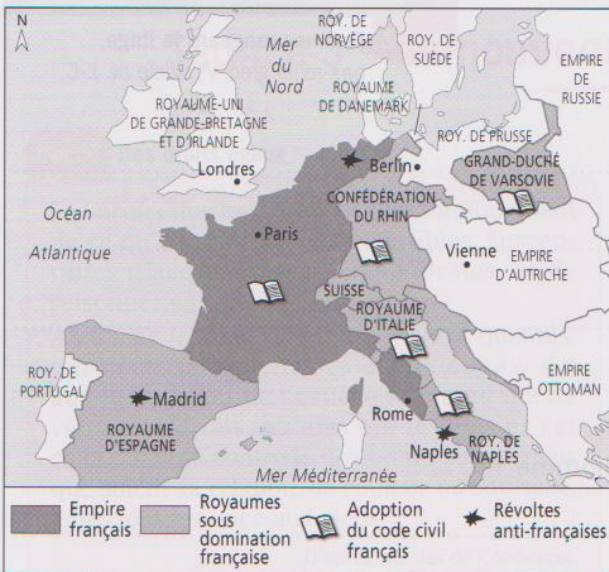 N
Mer
du
Nord
ROY. DE
NORVÈGE
ROY. DE
SUÈDE
EMPIRE
DE
RUSSIE
ROYAUME
DE DANEMARK
ROYAUME-UNI
DE GRANDE-BRETAGNE
ET D'IRLANDE
Londres
ROY. DE PRUSSE
Berlin
GRAND-DUCHÉ
DE VARSOVIE
CONFÉDÉRATION
DU RHIN
Océan
Atlantique
Paris
Vienne
EMPIRE
D'AUTRICHE
SUISSE
ROYAUME
D'ITALIE
ROY. DE
PORTUGAL
Madrid
ROYAUME
D'ESPAGNE
EMPIRE
OTTOMAN
Rome
Naples
ROY. DE
NAPLES
Mer Méditerranée
Empire
français
Royaumes
sous
domination
française
Adoption
du code civil
français
Révoltes
anti-françaises